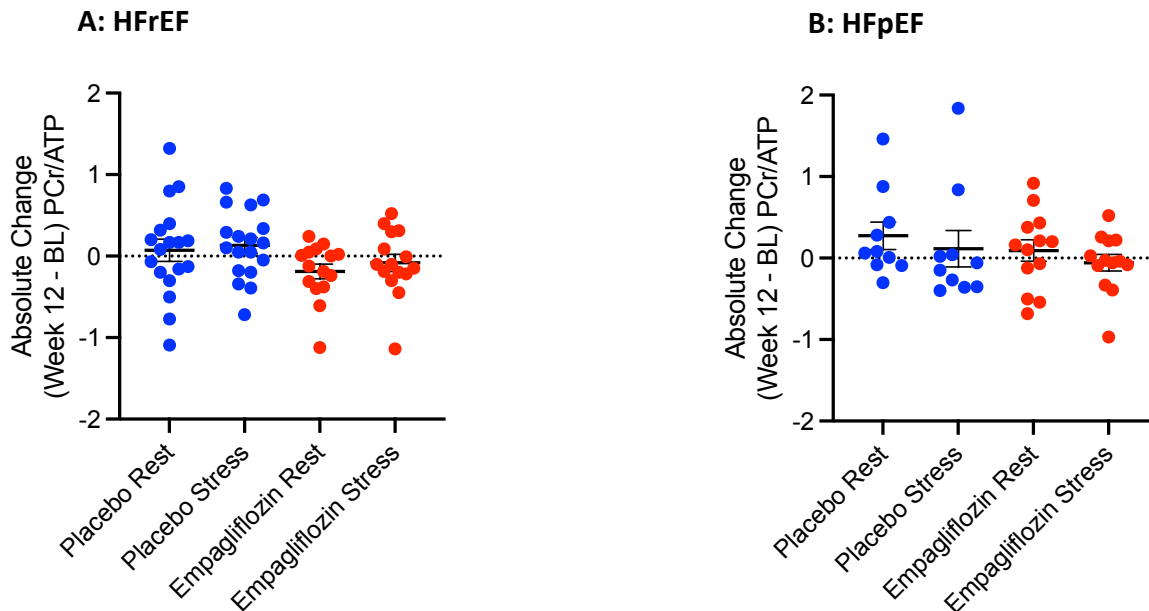 A: HFrEF
Absolute Change
(Week 12 - BL) PCr/ATP
2
1
0
-1
-2
Placebo Rest
Placebo Stress
Empagliflozin Rest
Empagliflozin Stress
B: HFpEF
Absolute Change
(Week 12 - BL) PCr/ATP
2
1
0
-1
-2
Placebo Rest
Placebo Stress
Empagliflozin Rest
Empagliflozin Stress